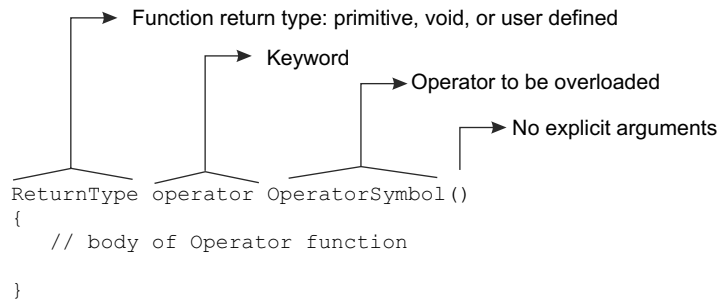 Function return type: primitive, void, or user defined
Keyword
Operator to be overloaded
No explicit arguments
ReturnType operator OperatorSymbol()
{
// body of Operator function
}